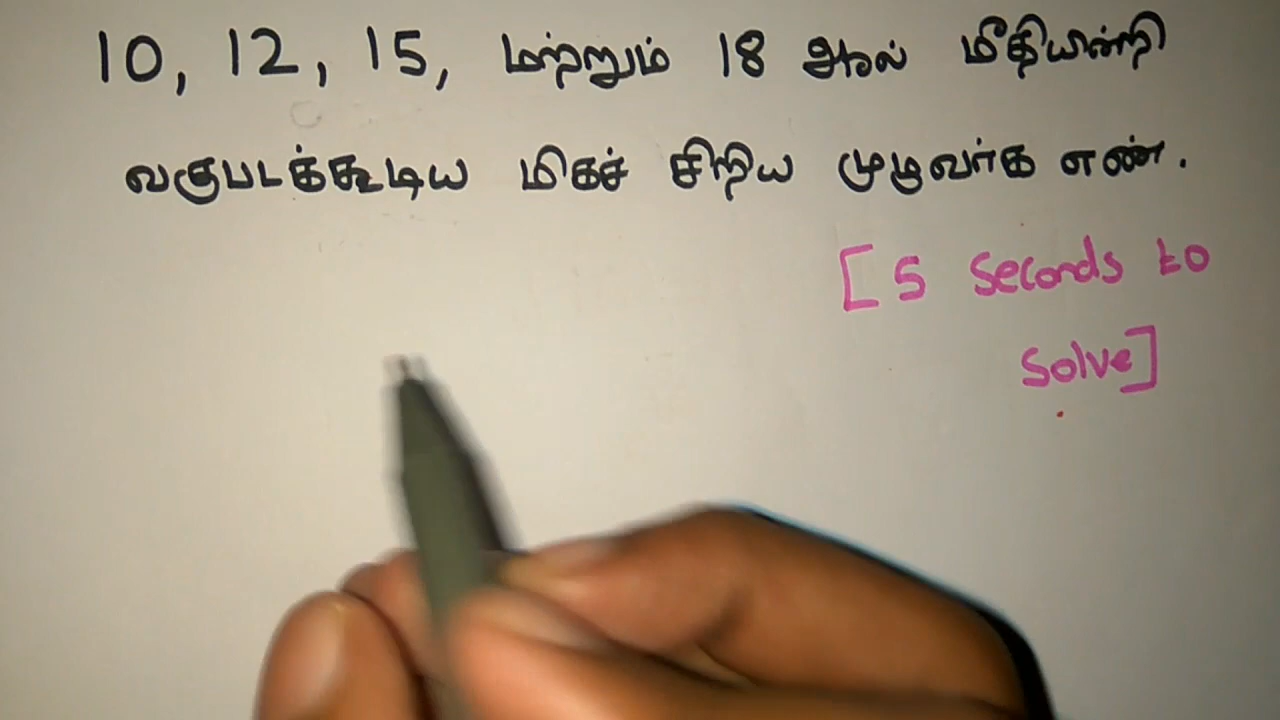 10, 12, 15, மற்றும் 18 ஆல் மீதியின்றி
வகுபடக்கூடிய மிகச் சிறிய முழுவர்க எண்.
[5 seconds to
solve]